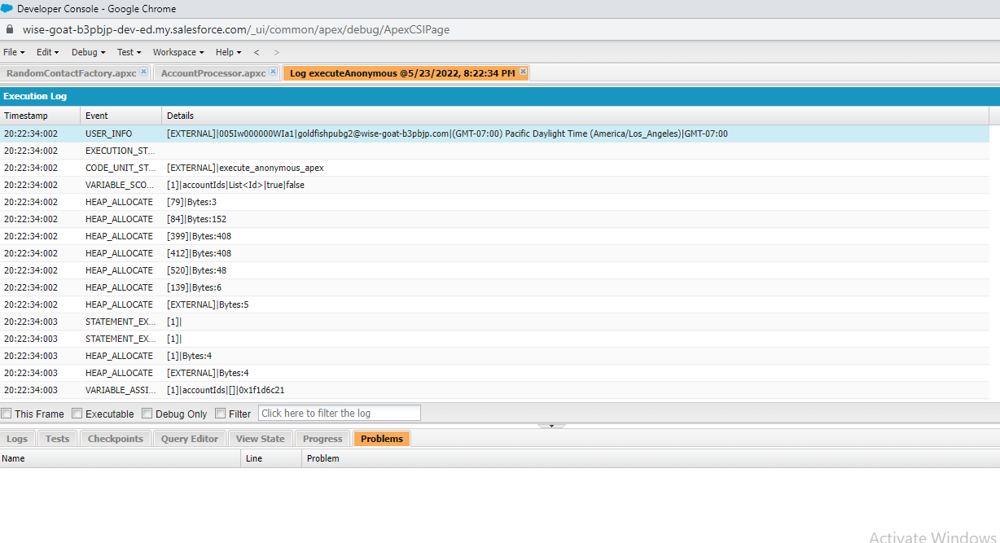 Developer Console - Google Chrome
wise-goat-b3pbjp-dev-ed.my.salesforce.com/_ui/common/apex/debug/ApexCSIPage
File Edit Debug Test Workspace Help < >
RandomContactFactory.apxc AccountProcessor.apxc Log executeAnonymous @5/23/2022, 8:22:34 PM
Execution Log
Timestamp Event Details
20:22:34:002 USER_INFO [EXTERNAL]|005Iw000000WIa1|goldfishpubg2@wise-goat-b3pbjp.com|(GMT-07:00) Pacific Daylight Time (America/Los_Angeles)|GMT-07:00
20:22:34:002 EXECUTION_ST...
20:22:34:002 CODE_UNIT_ST... [EXTERNAL]|execute_anonymous_apex
20:22:34:002 VARIABLE_SCO... [1]|accountIds|List<Id>|true|false
20:22:34:002 HEAP_ALLOCATE [79]|Bytes:3
20:22:34:002 HEAP_ALLOCATE [84]|Bytes:152
20:22:34:002 HEAP_ALLOCATE [399]|Bytes:408
20:22:34:002 HEAP_ALLOCATE [412]|Bytes:408
20:22:34:002 HEAP_ALLOCATE [520]|Bytes:48
20:22:34:002 HEAP_ALLOCATE [139]|Bytes:6
20:22:34:002 HEAP_ALLOCATE [EXTERNAL]|Bytes:5
20:22:34:003 STATEMENT_EX... [1]|
20:22:34:003 STATEMENT_EX... [1]|
20:22:34:003 HEAP_ALLOCATE [1]|Bytes:4
20:22:34:003 HEAP_ALLOCATE [EXTERNAL]|Bytes:4
20:22:34:003 VARIABLE_ASSI... [1]|accountIds|[]|0x1f1d6c21
This Frame Executable Debug Only Filter Click here to filter the log
Logs Tests Checkpoints Query Editor View State Progress Problems
Name Line Problem
Activate Windows